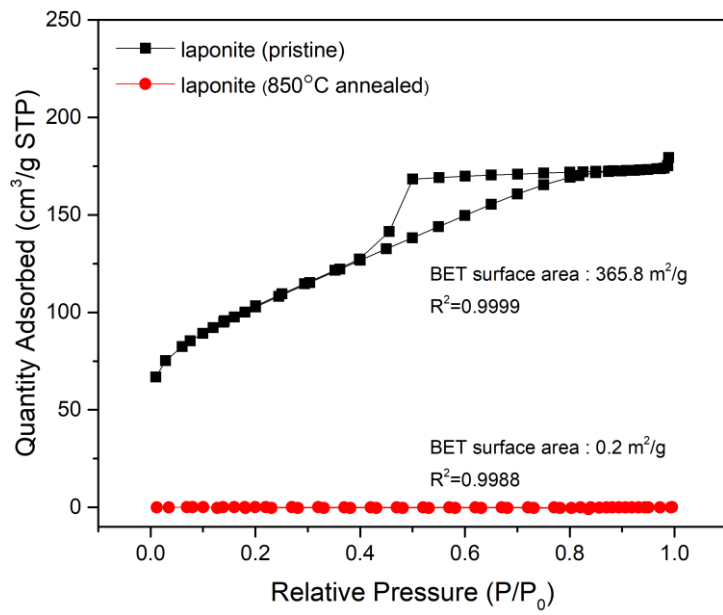 laponite (pristine)
laponite (850°C annealed)
Quantity Adsorbed (cm³/g STP)
250
200
150
100
50
0
BET surface area : 365.8 m²/g
R²=0.9999
BET surface area : 0.2 m²/g
R²=0.9988
0.0 0.2 0.4 0.6 0.8 1.0
Relative Pressure (P/P₀)